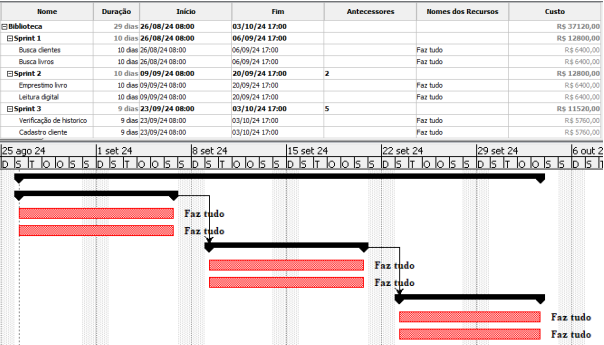 Nome Duração Início Fim Antecessores Nomes dos Recursos Custo
Biblioteca 29 dias 26/08/24 08:00 03/10/24 17:00 R$ 37120,00
Sprint 1 10 dias 26/08/24 08:00 06/09/24 17:00 R$ 12800,00
Busca clientes 10 dias 26/08/24 08:00 06/09/24 17:00 Faz tudo R$ 6400,00
Busca livros 10 dias 26/08/24 08:00 06/09/24 17:00 Faz tudo R$ 6400,00
Sprint 2 10 dias 09/09/24 08:00 20/09/24 17:00 2 R$ 12800,00
Emprestimo livro 10 dias 09/09/24 08:00 20/09/24 17:00 Faz tudo R$ 6400,00
Leitura digital 10 dias 09/09/24 08:00 20/09/24 17:00 Faz tudo R$ 6400,00
Sprint 3 9 dias 23/09/24 08:00 03/10/24 17:00 5 R$ 11520,00
Verificação de historico 9 dias 23/09/24 08:00 03/10/24 17:00 Faz tudo R$ 5760,00
Cadastro cliente 9 dias 23/09/24 08:00 03/10/24 17:00 Faz tudo R$ 5760,00
25 ago 24 1 set 24 8 set 24 15 set 24 22 set 24 29 set 24 6 out 2
D S T Q Q S S D S T Q Q S S D S T Q Q S S D S T Q Q S S D S T Q Q S S D S T Q Q S S D S T
Faz tudo
Faz tudo
Faz tudo
Faz tudo
Faz tudo
Faz tudo